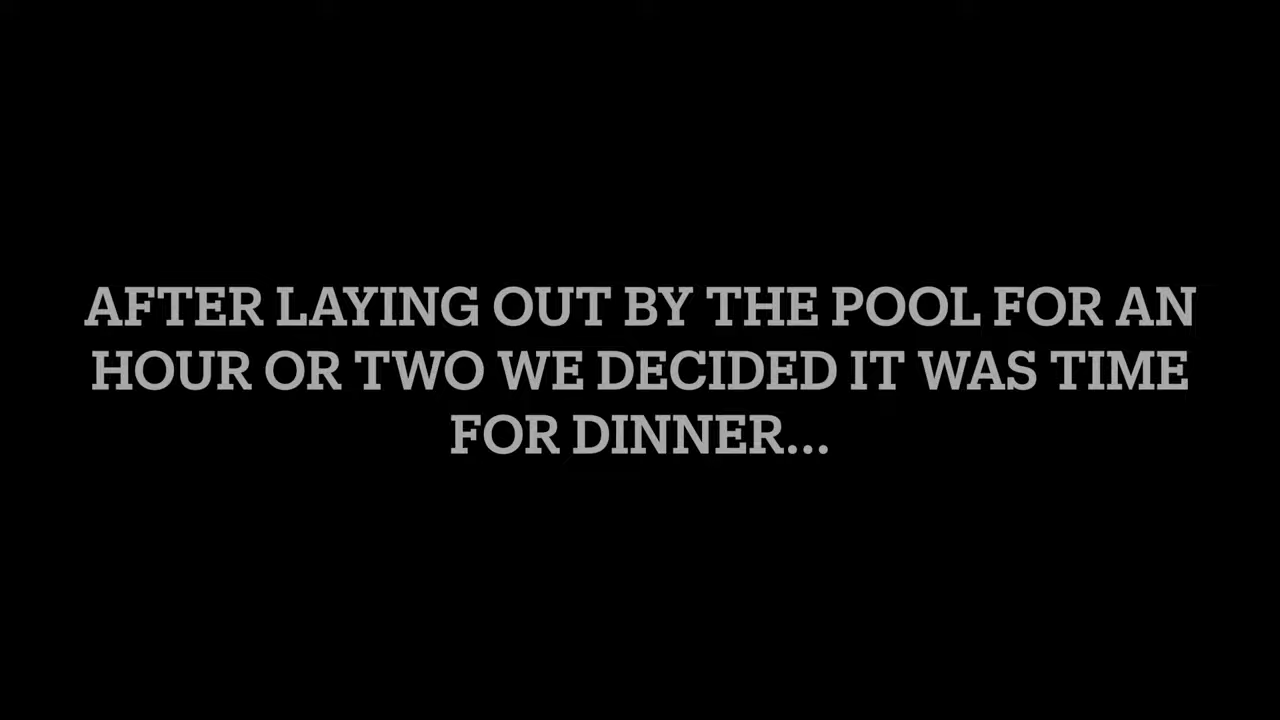 AFTER LAYING OUT BY THE POOL FOR AN
HOUR OR TWO WE DECIDED IT WAS TIME
FOR DINNER...